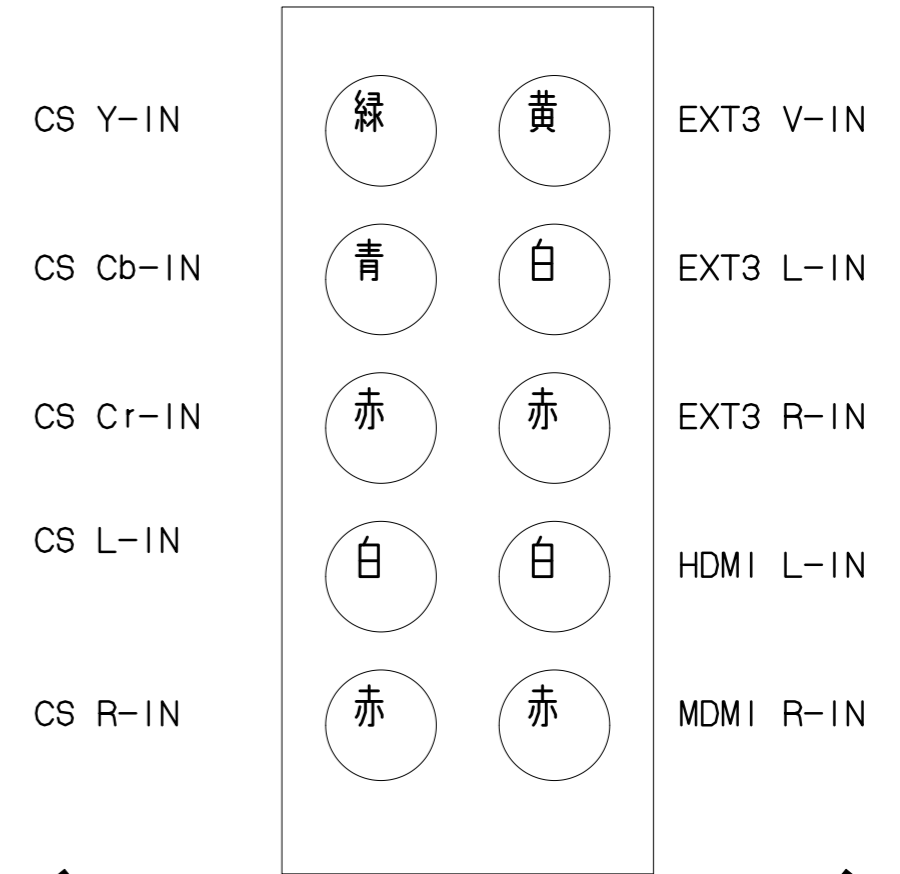 CS Y-IN 緑 黄 EXT3 V-IN
CS Cb-IN 青 白 EXT3 L-IN
CS Cr-IN 赤 赤 EXT3 R-IN
CS L-IN 白 白 HDMI L-IN
CS R-IN 赤 赤 MDMI R-IN